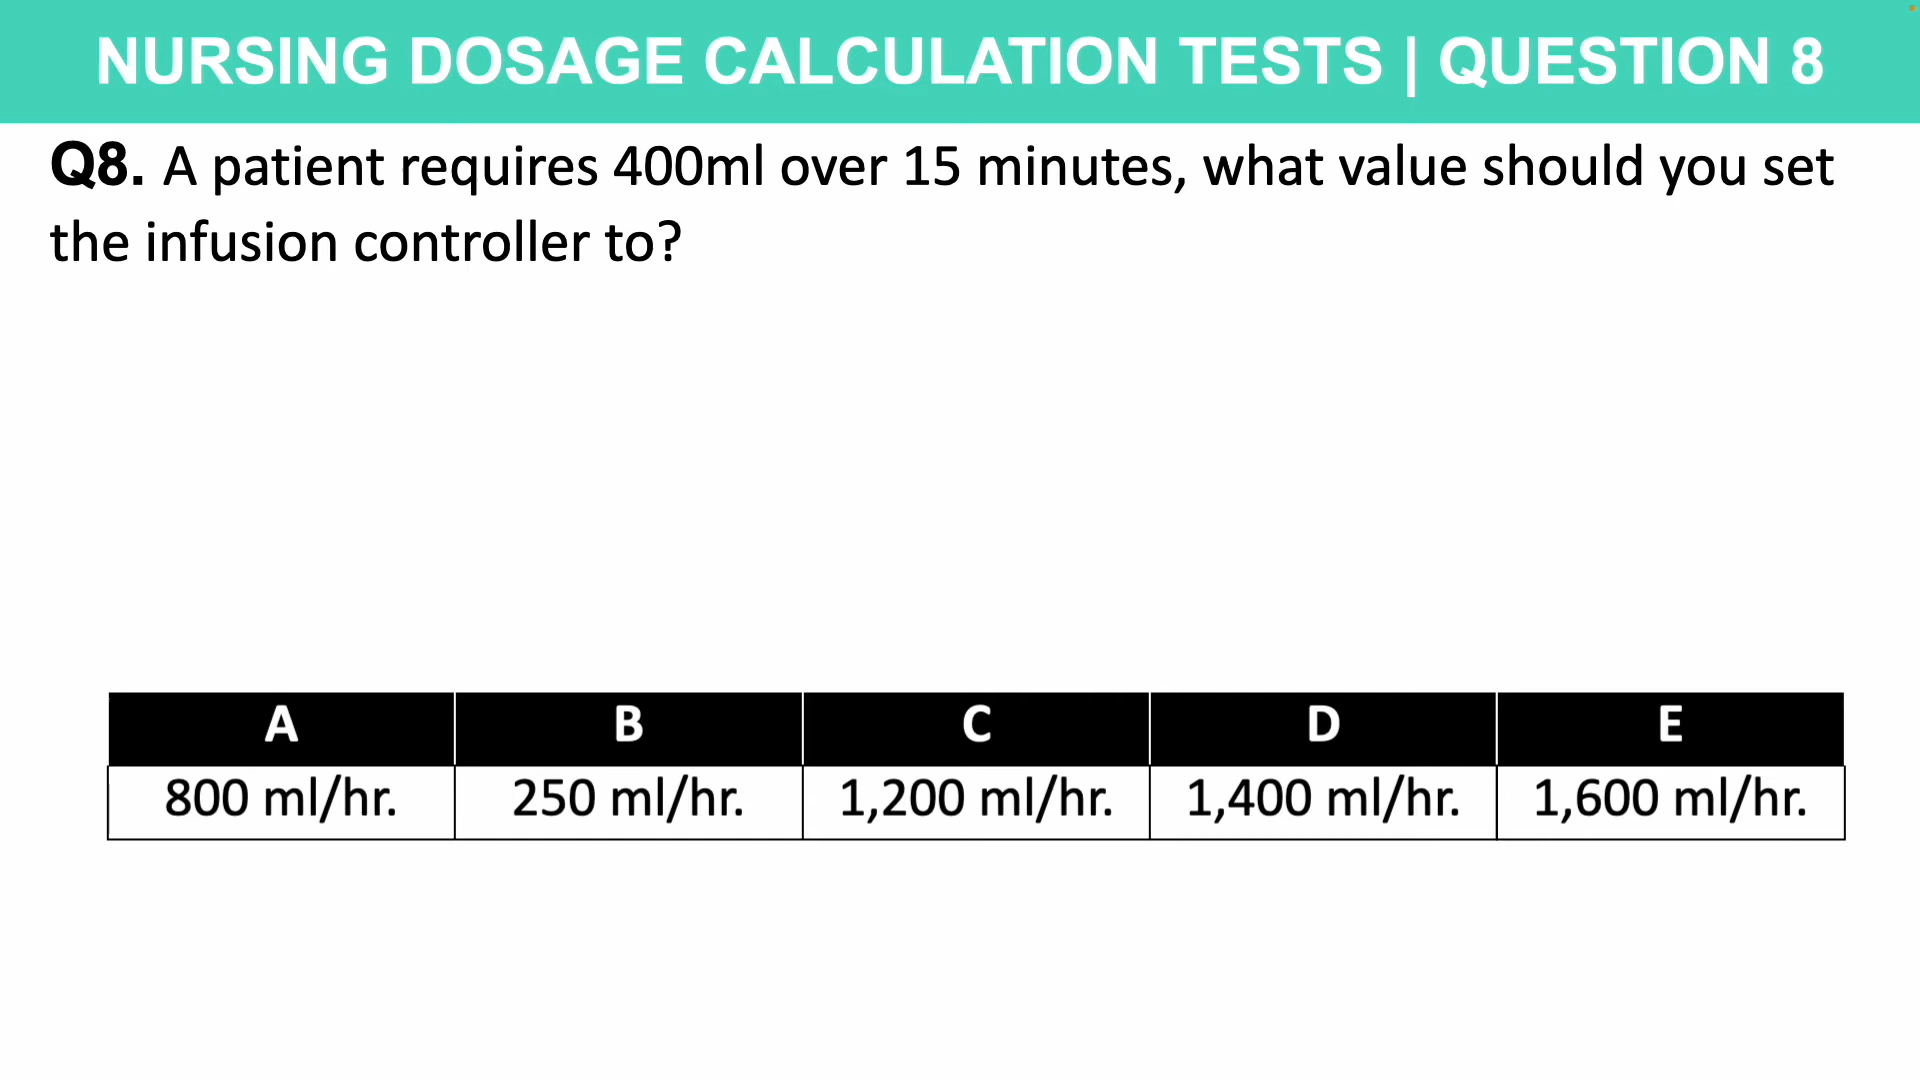 NURSING DOSAGE CALCULATION TESTS | QUESTION 8
Q8. A patient requires 400ml over 15 minutes, what value should you set
the infusion controller to?
A B C D E
800 ml/hr. 250 ml/hr. 1,200 ml/hr. 1,400 ml/hr. 1,600 ml/hr.